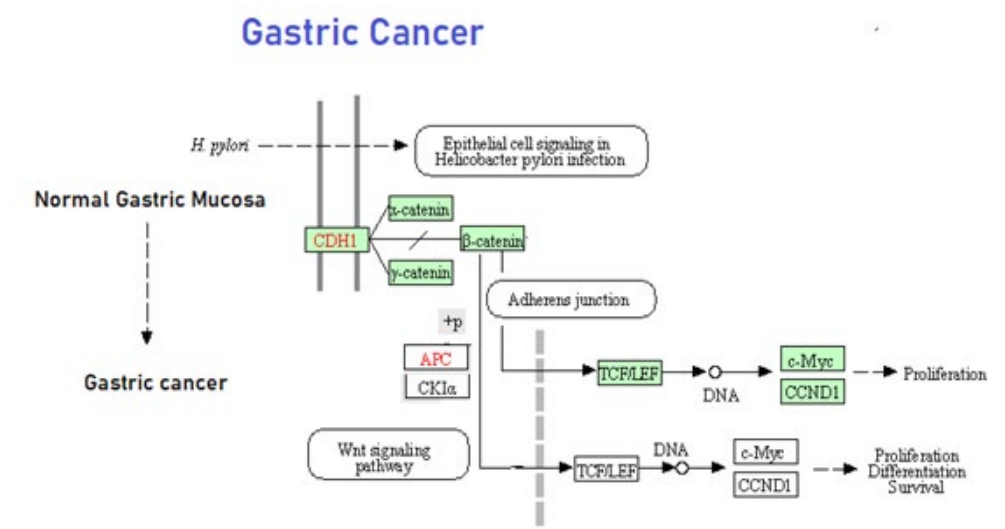 Gastric Cancer
H. pylori
Epithelial cell signaling in
Helicobacter pylori infection
Normal Gastric Mucosa
α-catenin
CDH1
β-catenin
γ-catenin
Adherens junction
+p
APC
CKIα
TCF/LEF
DNA
c-Myc
CCND1
Proliferation
Gastric cancer
Wnt signaling
pathway
TCF/LEF
DNA
c-Myc
CCND1
Proliferation
Differentiation
Survival